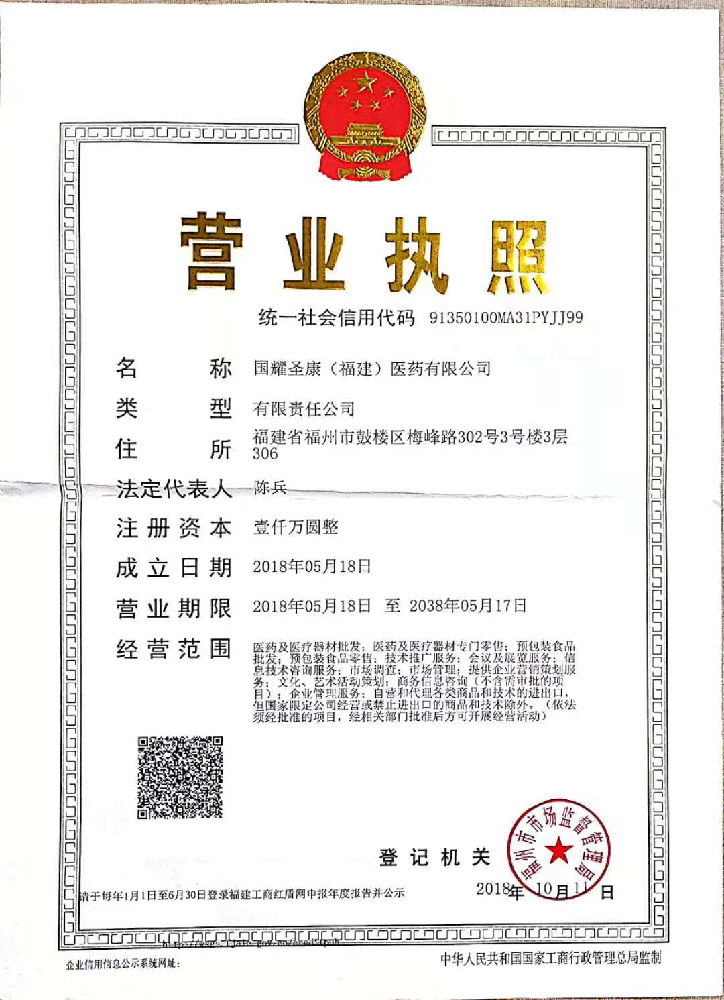 营业执照
统一社会信用代码 91350100MA31PYJJ99
名称 国耀圣康（福建）医药有限公司
类型 有限责任公司
住所 福建省福州市鼓楼区梅峰路302号3号楼3层
306
法定代表人 陈兵
注册资本 壹仟万圆整
成立日期 2018年05月18日
营业期限 2018年05月18日 至 2038年05月17日
经营范围 医药及医疗器材批发；医药及医疗器材专门零售；预包装食品
批发；预包装食品零售；技术推广服务；会议及展览服务；信
息技术咨询服务；市场调查；市场管理；提供企业营销策划服
务；文化、艺术活动策划；商务信息咨询（不含需审批的项
目）；企业管理服务；自营和代理各类商品和技术的进出口，
但国家限定公司经营或禁止进出口的商品和技术除外。（依法
须经批准的项目，经相关部门批准后方可开展经营活动）
福州市市场监督管理局
登记机关
2018年10月11日
请于每年1月1日至6月30日登录福建工商红盾网申报年度报告并公示
企业信用信息公示系统网址：
中华人民共和国国家工商行政管理总局监制